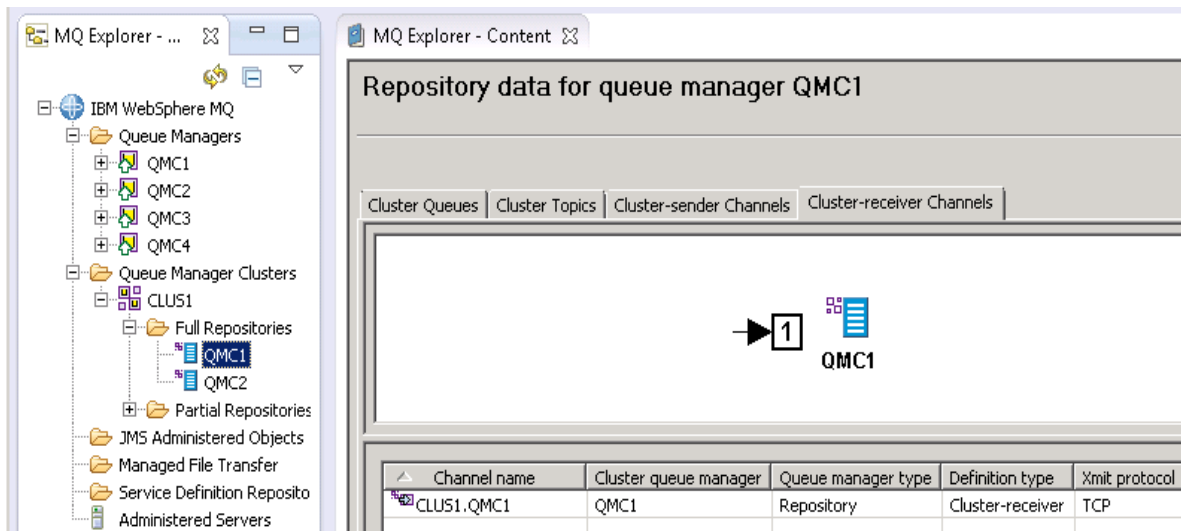 MQ Explorer - ...
IBM WebSphere MQ
Queue Managers
QMC1
QMC2
QMC3
QMC4
Queue Manager Clusters
CLUS1
Full Repositories
QMC1
QMC2
Partial Repositories
JMS Administered Objects
Managed File Transfer
Service Definition Reposito
Administered Servers
MQ Explorer - Content
Repository data for queue manager QMC1
Cluster Queues Cluster Topics Cluster-sender Channels Cluster-receiver Channels
1
QMC1
Channel name Cluster queue manager Queue manager type Definition type Xmit protocol
CLUS1.QMC1 QMC1 Repository Cluster-receiver TCP